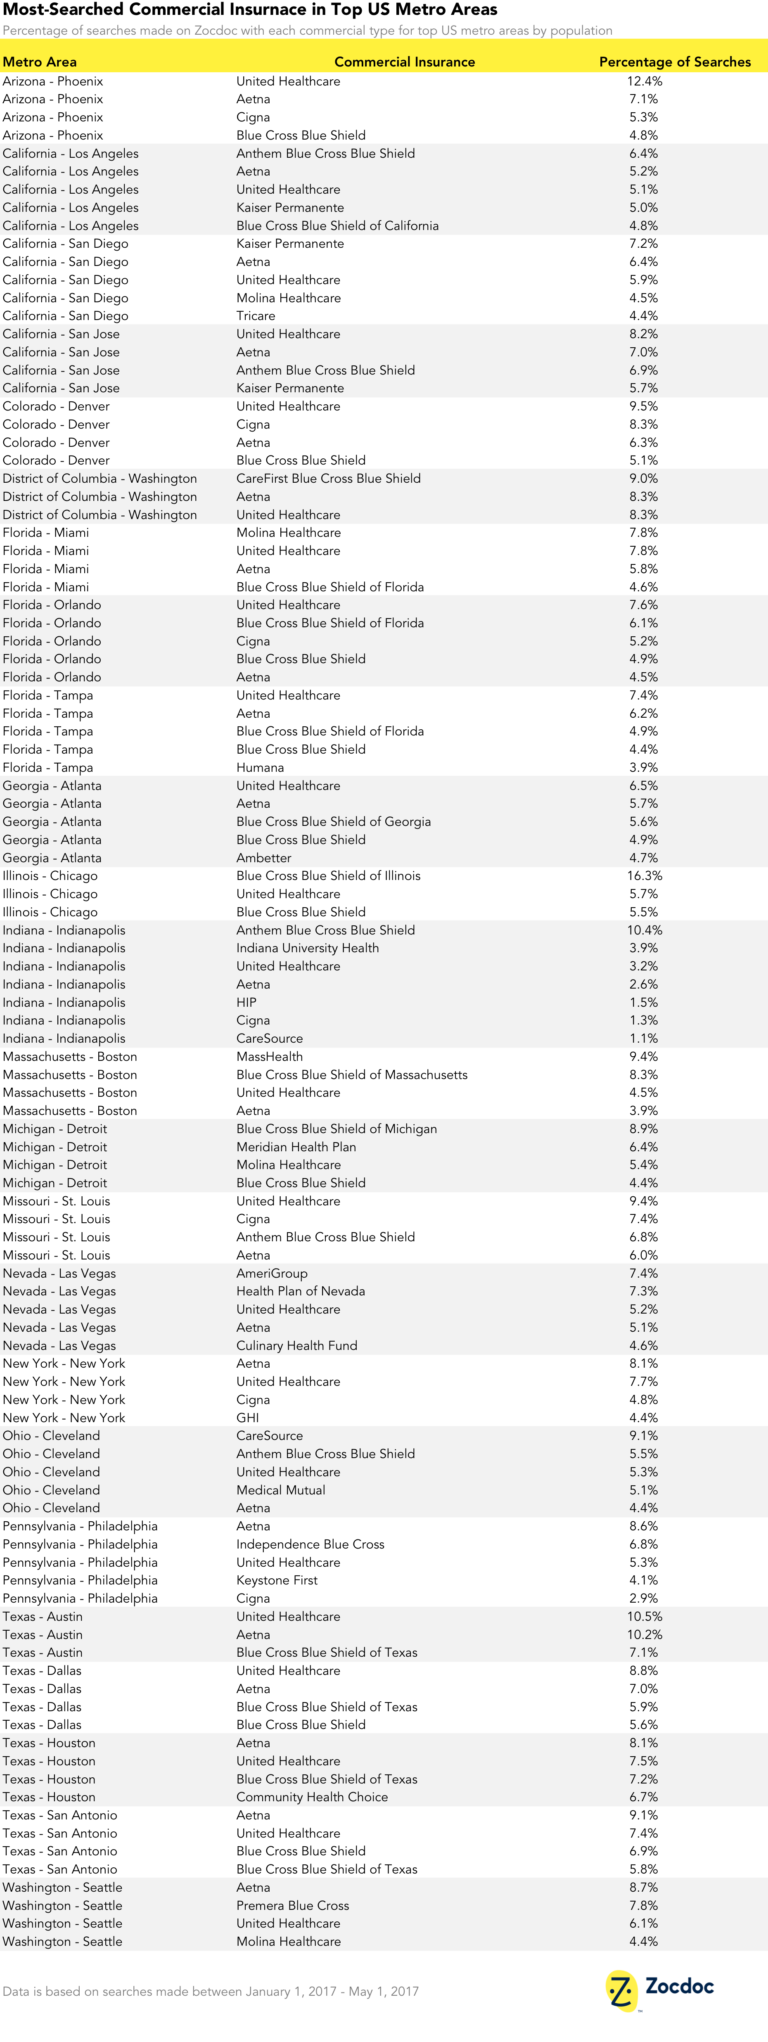 Most-Searched Commercial Insurnace in Top US Metro Areas
Percentage of searches made on Zocdoc with each commercial type for top US metro areas by population
Metro Area Commercial Insurance Percentage of Searches
Arizona - Phoenix United Healthcare 12.4%
Arizona - Phoenix Aetna 7.1%
Arizona - Phoenix Cigna 5.3%
Arizona - Phoenix Blue Cross Blue Shield 4.8%
California - Los Angeles Anthem Blue Cross Blue Shield 6.4%
California - Los Angeles Aetna 5.2%
California - Los Angeles United Healthcare 5.1%
California - Los Angeles Kaiser Permanente 5.0%
California - Los Angeles Blue Cross Blue Shield of California 4.8%
California - San Diego Kaiser Permanente 7.2%
California - San Diego Aetna 6.4%
California - San Diego United Healthcare 5.9%
California - San Diego Molina Healthcare 4.5%
California - San Diego Tricare 4.4%
California - San Jose United Healthcare 8.2%
California - San Jose Aetna 7.0%
California - San Jose Anthem Blue Cross Blue Shield 6.9%
California - San Jose Kaiser Permanente 5.7%
Colorado - Denver United Healthcare 9.5%
Colorado - Denver Cigna 8.3%
Colorado - Denver Aetna 6.3%
Colorado - Denver Blue Cross Blue Shield 5.1%
District of Columbia - Washington CareFirst Blue Cross Blue Shield 9.0%
District of Columbia - Washington Aetna 8.3%
District of Columbia - Washington United Healthcare 8.3%
Florida - Miami Molina Healthcare 7.8%
Florida - Miami United Healthcare 7.8%
Florida - Miami Aetna 5.8%
Florida - Miami Blue Cross Blue Shield of Florida 4.6%
Florida - Orlando United Healthcare 7.6%
Florida - Orlando Blue Cross Blue Shield of Florida 6.1%
Florida - Orlando Cigna 5.2%
Florida - Orlando Blue Cross Blue Shield 4.9%
Florida - Orlando Aetna 4.5%
Florida - Tampa United Healthcare 7.4%
Florida - Tampa Aetna 6.2%
Florida - Tampa Blue Cross Blue Shield of Florida 4.9%
Florida - Tampa Blue Cross Blue Shield 4.4%
Florida - Tampa Humana 3.9%
Georgia - Atlanta United Healthcare 6.5%
Georgia - Atlanta Aetna 5.7%
Georgia - Atlanta Blue Cross Blue Shield of Georgia 5.6%
Georgia - Atlanta Blue Cross Blue Shield 4.9%
Georgia - Atlanta Ambetter 4.7%
Illinois - Chicago Blue Cross Blue Shield of Illinois 16.3%
Illinois - Chicago United Healthcare 5.7%
Illinois - Chicago Blue Cross Blue Shield 5.5%
Indiana - Indianapolis Anthem Blue Cross Blue Shield 10.4%
Indiana - Indianapolis Indiana University Health 3.9%
Indiana - Indianapolis United Healthcare 3.2%
Indiana - Indianapolis Aetna 2.6%
Indiana - Indianapolis HIP 1.5%
Indiana - Indianapolis Cigna 1.3%
Indiana - Indianapolis CareSource 1.1%
Massachusetts - Boston MassHealth 9.4%
Massachusetts - Boston Blue Cross Blue Shield of Massachusetts 8.3%
Massachusetts - Boston United Healthcare 4.5%
Massachusetts - Boston Aetna 3.9%
Michigan - Detroit Blue Cross Blue Shield of Michigan 8.9%
Michigan - Detroit Meridian Health Plan 6.4%
Michigan - Detroit Molina Healthcare 5.4%
Michigan - Detroit Blue Cross Blue Shield 4.4%
Missouri - St. Louis United Healthcare 9.4%
Missouri - St. Louis Cigna 7.4%
Missouri - St. Louis Anthem Blue Cross Blue Shield 6.8%
Missouri - St. Louis Aetna 6.0%
Nevada - Las Vegas AmeriGroup 7.4%
Nevada - Las Vegas Health Plan of Nevada 7.3%
Nevada - Las Vegas United Healthcare 5.2%
Nevada - Las Vegas Aetna 5.1%
Nevada - Las Vegas Culinary Health Fund 4.6%
New York - New York Aetna 8.1%
New York - New York United Healthcare 7.7%
New York - New York Cigna 4.8%
New York - New York GHI 4.4%
Ohio - Cleveland CareSource 9.1%
Ohio - Cleveland Anthem Blue Cross Blue Shield 5.5%
Ohio - Cleveland United Healthcare 5.3%
Ohio - Cleveland Medical Mutual 5.1%
Ohio - Cleveland Aetna 4.4%
Pennsylvania - Philadelphia Aetna 8.6%
Pennsylvania - Philadelphia Independence Blue Cross 6.8%
Pennsylvania - Philadelphia United Healthcare 5.3%
Pennsylvania - Philadelphia Keystone First 4.1%
Pennsylvania - Philadelphia Cigna 2.9%
Texas - Austin United Healthcare 10.5%
Texas - Austin Aetna 10.2%
Texas - Austin Blue Cross Blue Shield of Texas 7.1%
Texas - Dallas United Healthcare 8.8%
Texas - Dallas Aetna 7.0%
Texas - Dallas Blue Cross Blue Shield of Texas 5.9%
Texas - Dallas Blue Cross Blue Shield 5.6%
Texas - Houston Aetna 8.1%
Texas - Houston United Healthcare 7.5%
Texas - Houston Blue Cross Blue Shield of Texas 7.2%
Texas - Houston Community Health Choice 6.7%
Texas - San Antonio Aetna 9.1%
Texas - San Antonio United Healthcare 7.4%
Texas - San Antonio Blue Cross Blue Shield 6.9%
Texas - San Antonio Blue Cross Blue Shield of Texas 5.8%
Washington - Seattle Aetna 8.7%
Washington - Seattle Premera Blue Cross 7.8%
Washington - Seattle United Healthcare 6.1%
Washington - Seattle Molina Healthcare 4.4%
Data is based on searches made between January 1, 2017 - May 1, 2017
Zocdoc